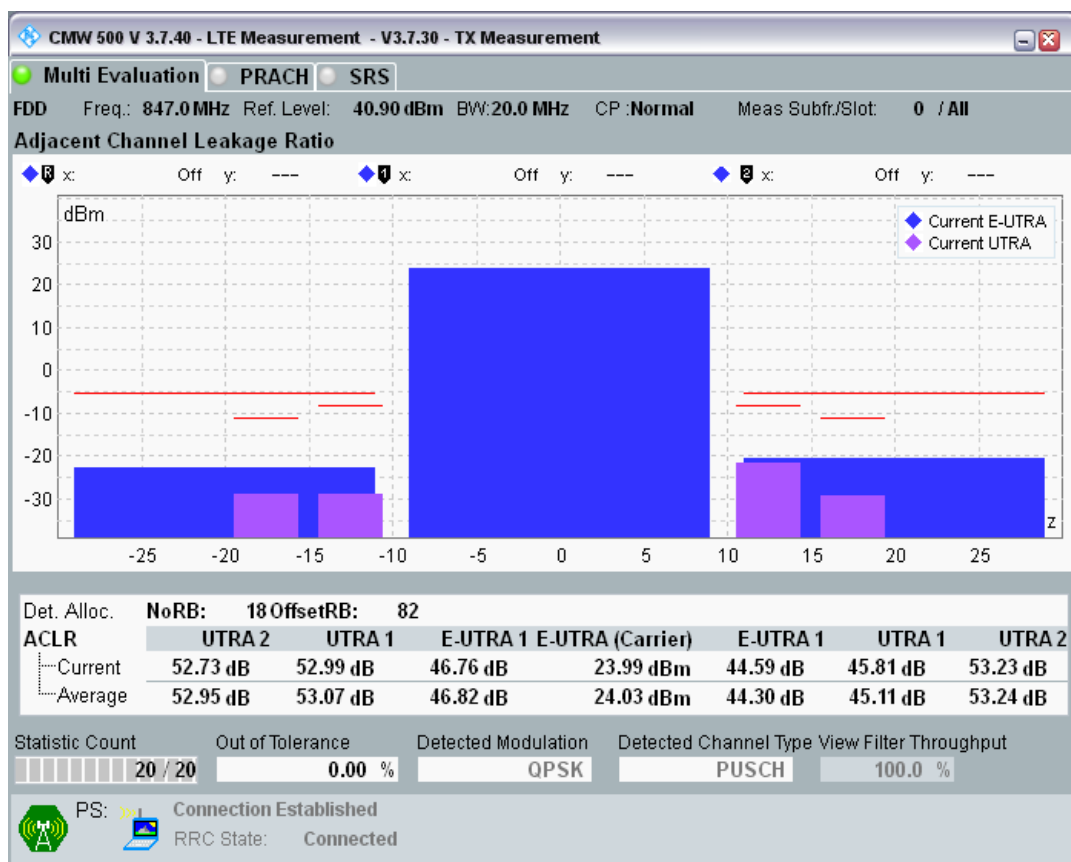 CMW 500 V 3.7.40 - LTE Measurement - V3.7.30 - TX Measurement
Multi Evaluation PRACH SRS
FDD Freq.: 847.0 MHz Ref. Level: 40.90 dBm BW:20.0 MHz CP :Normal Meas Subfr./Slot: 0 / All
Adjacent Channel Leakage Ratio
R x: Off y: --- 1 x: Off y: --- 2 x: Off y: ---
dBm
Current E-UTRA
Current UTRA
30
20
10
0
-10
-20
-30
z
-25 -20 -15 -10 -5 0 5 10 15 20 25
Det. Alloc. NoRB: 18 OffsetRB: 82
ACLR UTRA 2 UTRA 1 E-UTRA 1 E-UTRA (Carrier) E-UTRA 1 UTRA 1 UTRA 2
Current 52.73 dB 52.99 dB 46.76 dB 23.99 dBm 44.59 dB 45.81 dB 53.23 dB
Average 52.95 dB 53.07 dB 46.82 dB 24.03 dBm 44.30 dB 45.11 dB 53.24 dB
Statistic Count Out of Tolerance Detected Modulation Detected Channel Type View Filter Throughput
20 / 20 0.00 % QPSK PUSCH 100.0 %
PS: Connection Established
RRC State: Connected